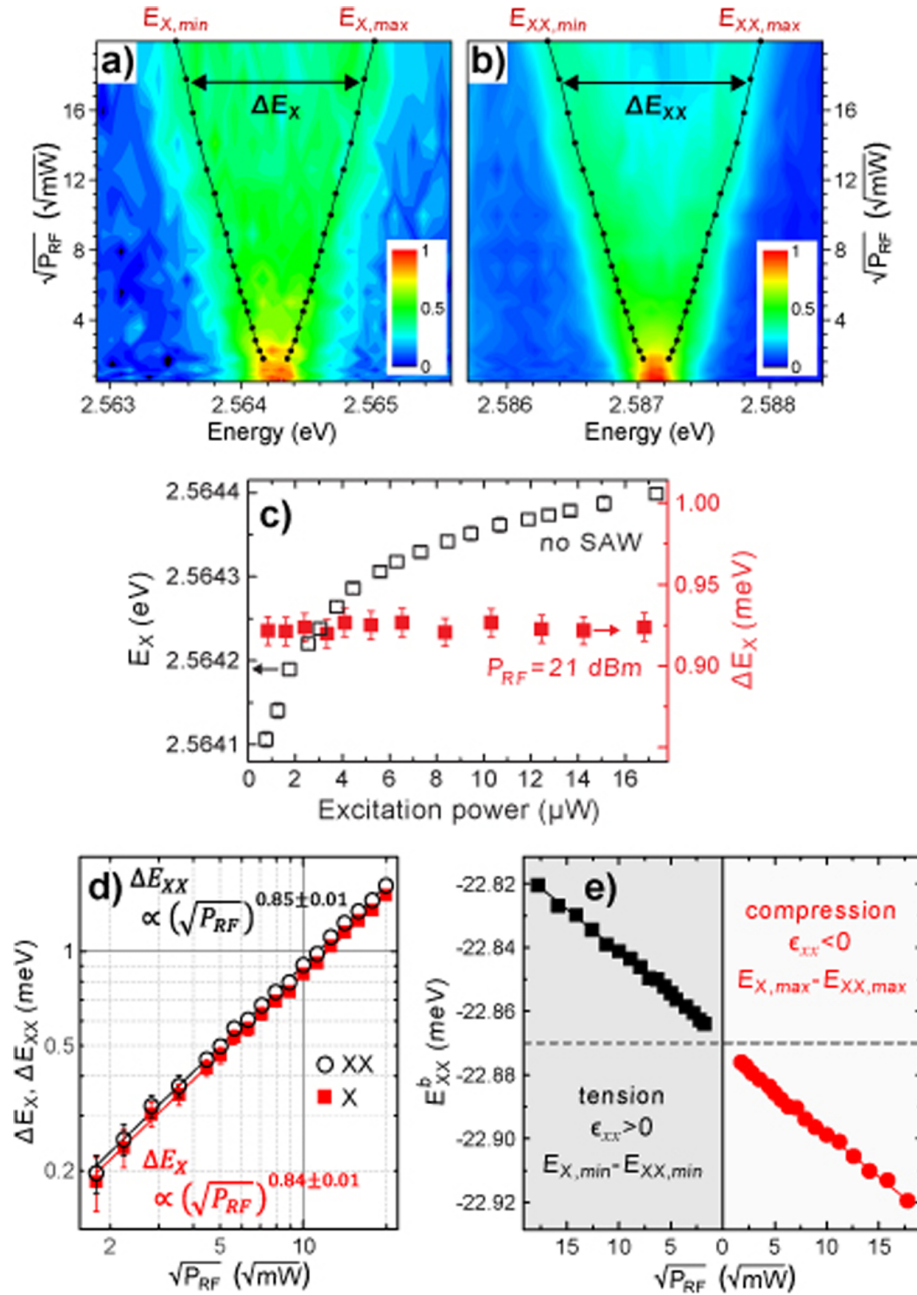 E_X,min E_X,max E_XX,min E_XX,max
a) b)
ΔE_X ΔE_XX
√P_RF (√mW)
16
12
8
4
1
0.5
0
2.563 2.564 2.565
Energy (eV)
√P_RF (√mW)
16
12
8
4
1
0.5
0
2.586 2.587 2.588
Energy (eV)
c)
E_X (eV)
2.5644
2.5643
2.5642
2.5641
no SAW
P_RF=21 dBm
1.00
0.95
0.90
ΔE_X (meV)
0 2 4 6 8 10 12 14 16
Excitation power (µW)
d)
ΔE_XX
∝ (√P_RF)^0.85±0.01
ΔE_X, ΔE_XX (meV)
1
0.5
0.2
XX
X
ΔE_X
∝ (√P_RF)^0.84±0.01
2 5 10 20
√P_RF (√mW)
e)
E^b_XX (meV)
-22.82
-22.84
-22.86
-22.88
-22.90
-22.92
compression
ϵ_xx<0
E_X,max-E_XX,max
tension
ϵ_xx>0
E_X,min-E_XX,min
15 10 5 0 5 10 15
√P_RF (√mW)